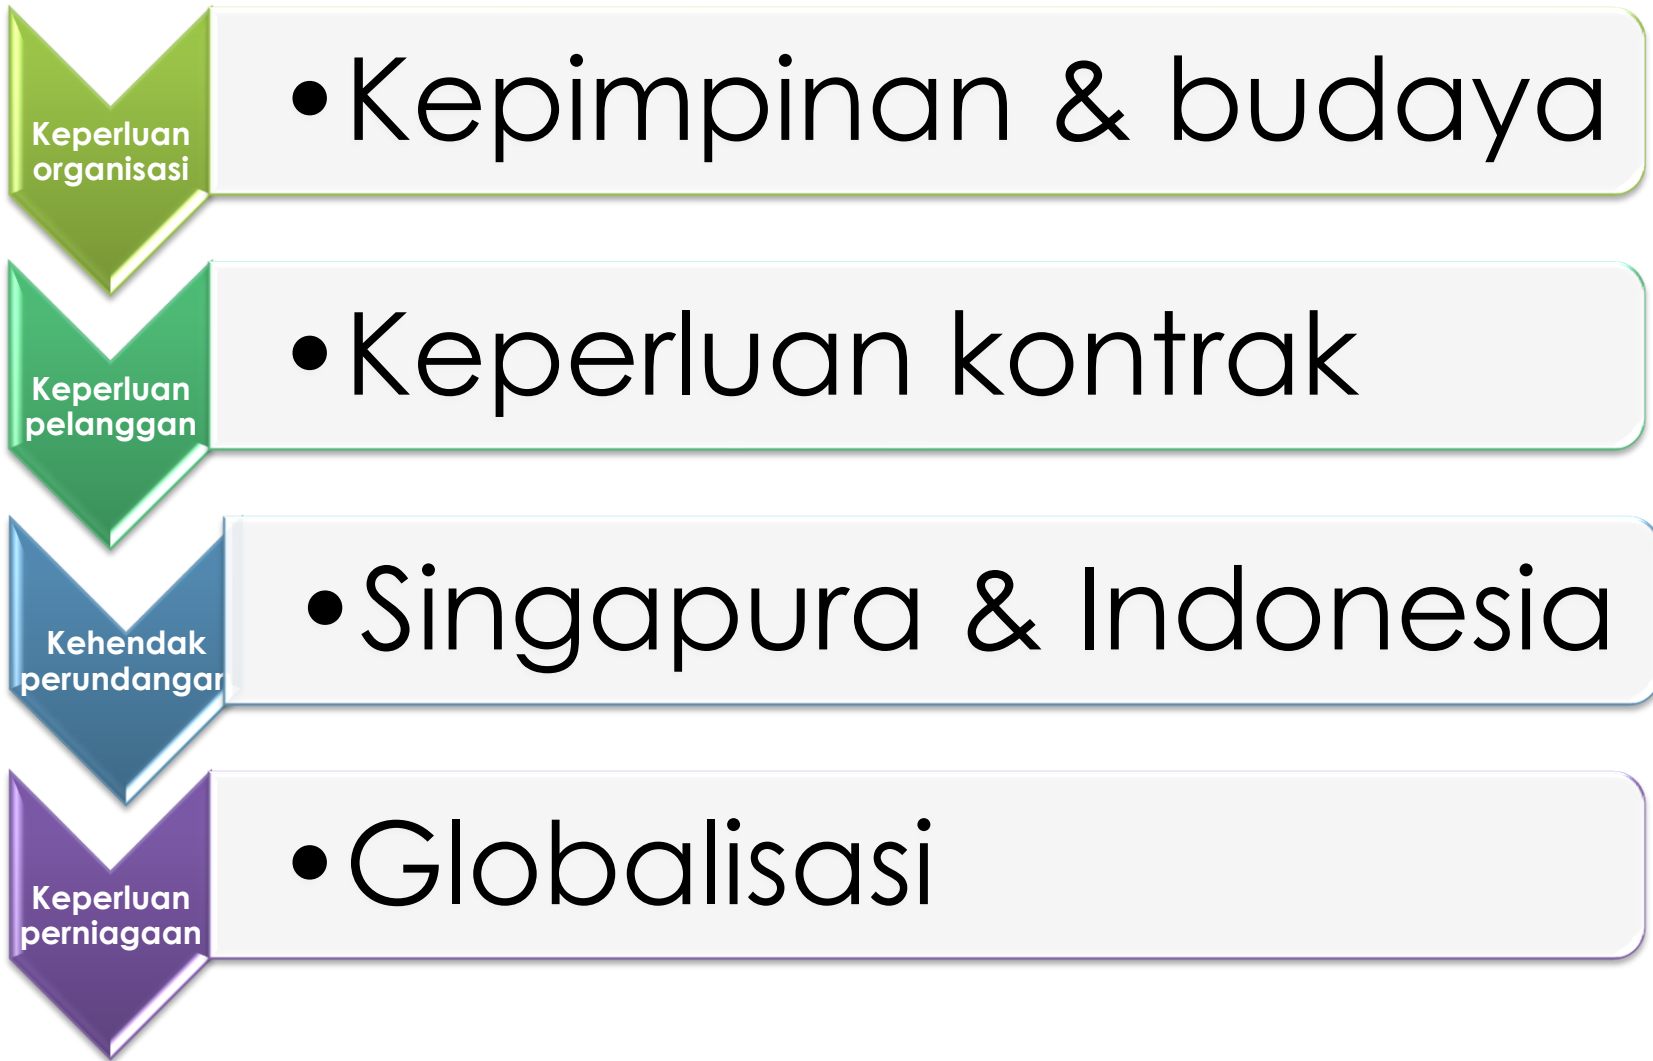 Keperluan
organisasi
•Kepimpinan & budaya
Keperluan
pelanggan
•Keperluan kontrak
Kehendak
perundangan
•Singapura & Indonesia
Keperluan
perniagaan
•Globalisasi